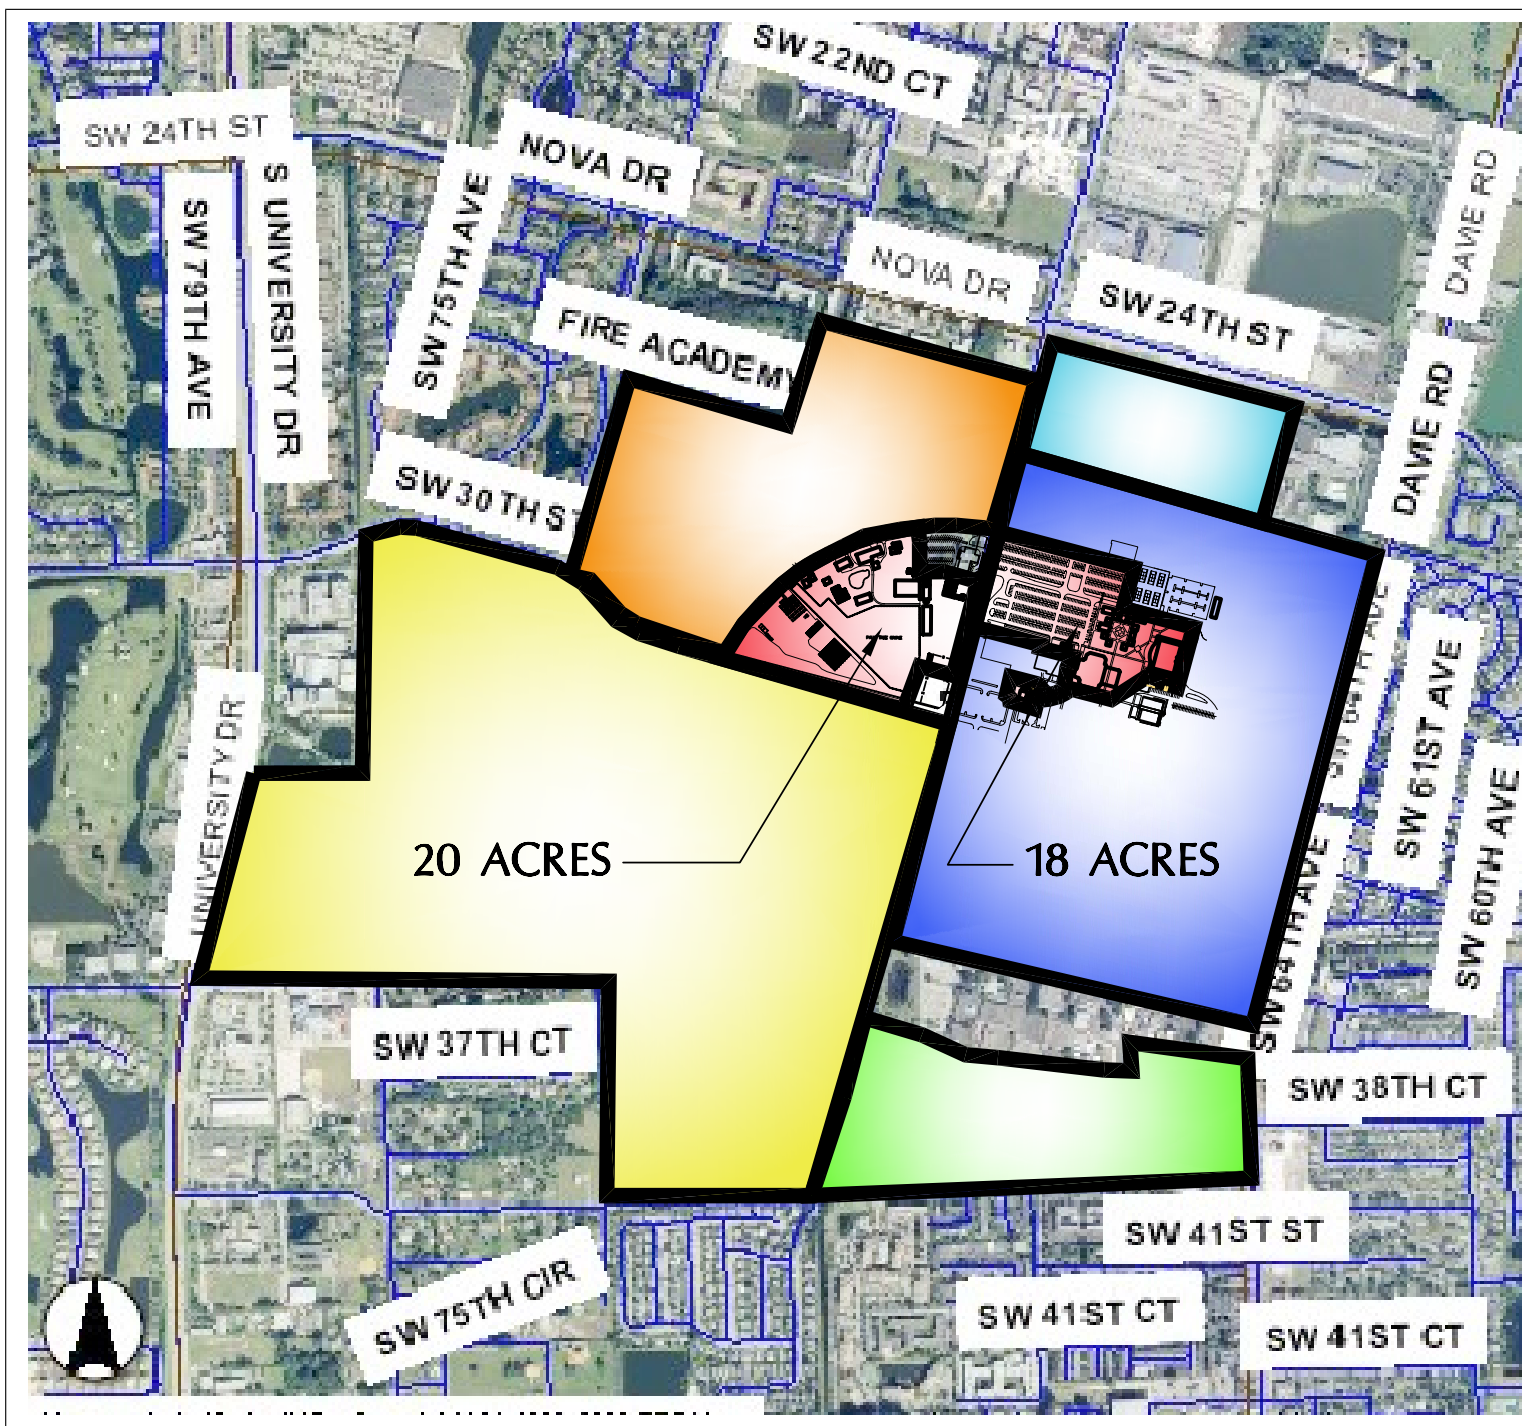 SW 22ND CT
SW 24TH ST
NOVA DR
S UNIVERSITY DR
SW 79TH AVE
SW 75TH AVE
DAVIE RD
NOVA DR
SW 24TH ST
FIRE ACADEMY
DAVIE RD
SW 30TH ST
SW 64TH AVE
SW 61ST AVE
UNIVERSITY DR
SW 60TH AVE
20 ACRES
18 ACRES
SW 64TH AVE
SW 37TH CT
SW 38TH CT
SW 41ST ST
SW 75TH CIR
SW 41ST CT
SW 41ST CT